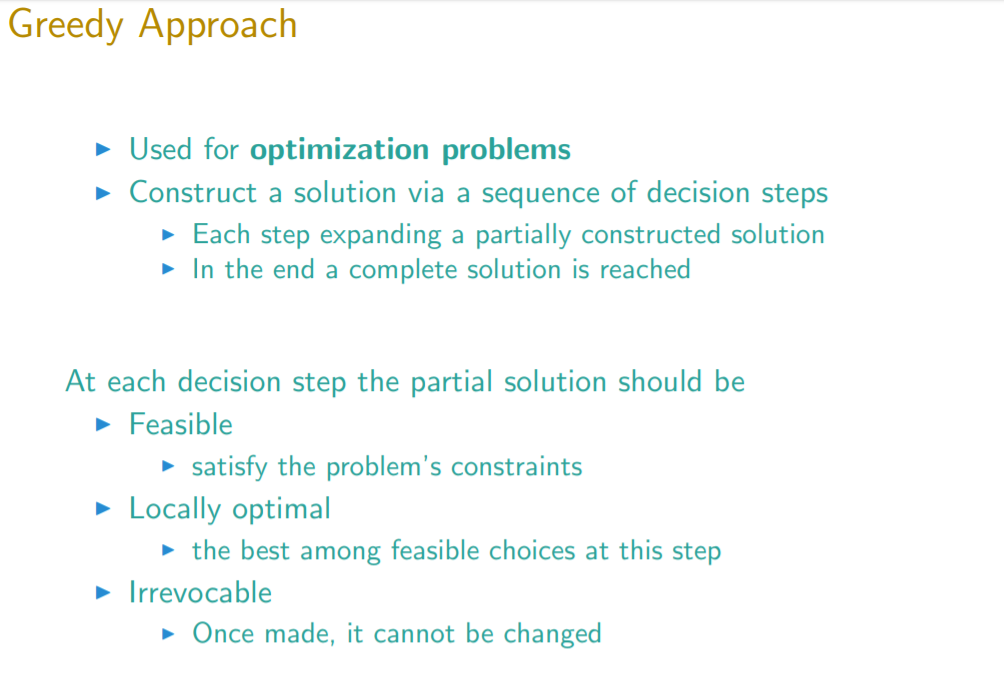 Greedy Approach
Used for optimization problems
Construct a solution via a sequence of decision steps
Each step expanding a partially constructed solution
In the end a complete solution is reached
At each decision step the partial solution should be
Feasible
satisfy the problem's constraints
Locally optimal
the best among feasible choices at this step
Irrevocable
Once made, it cannot be changed